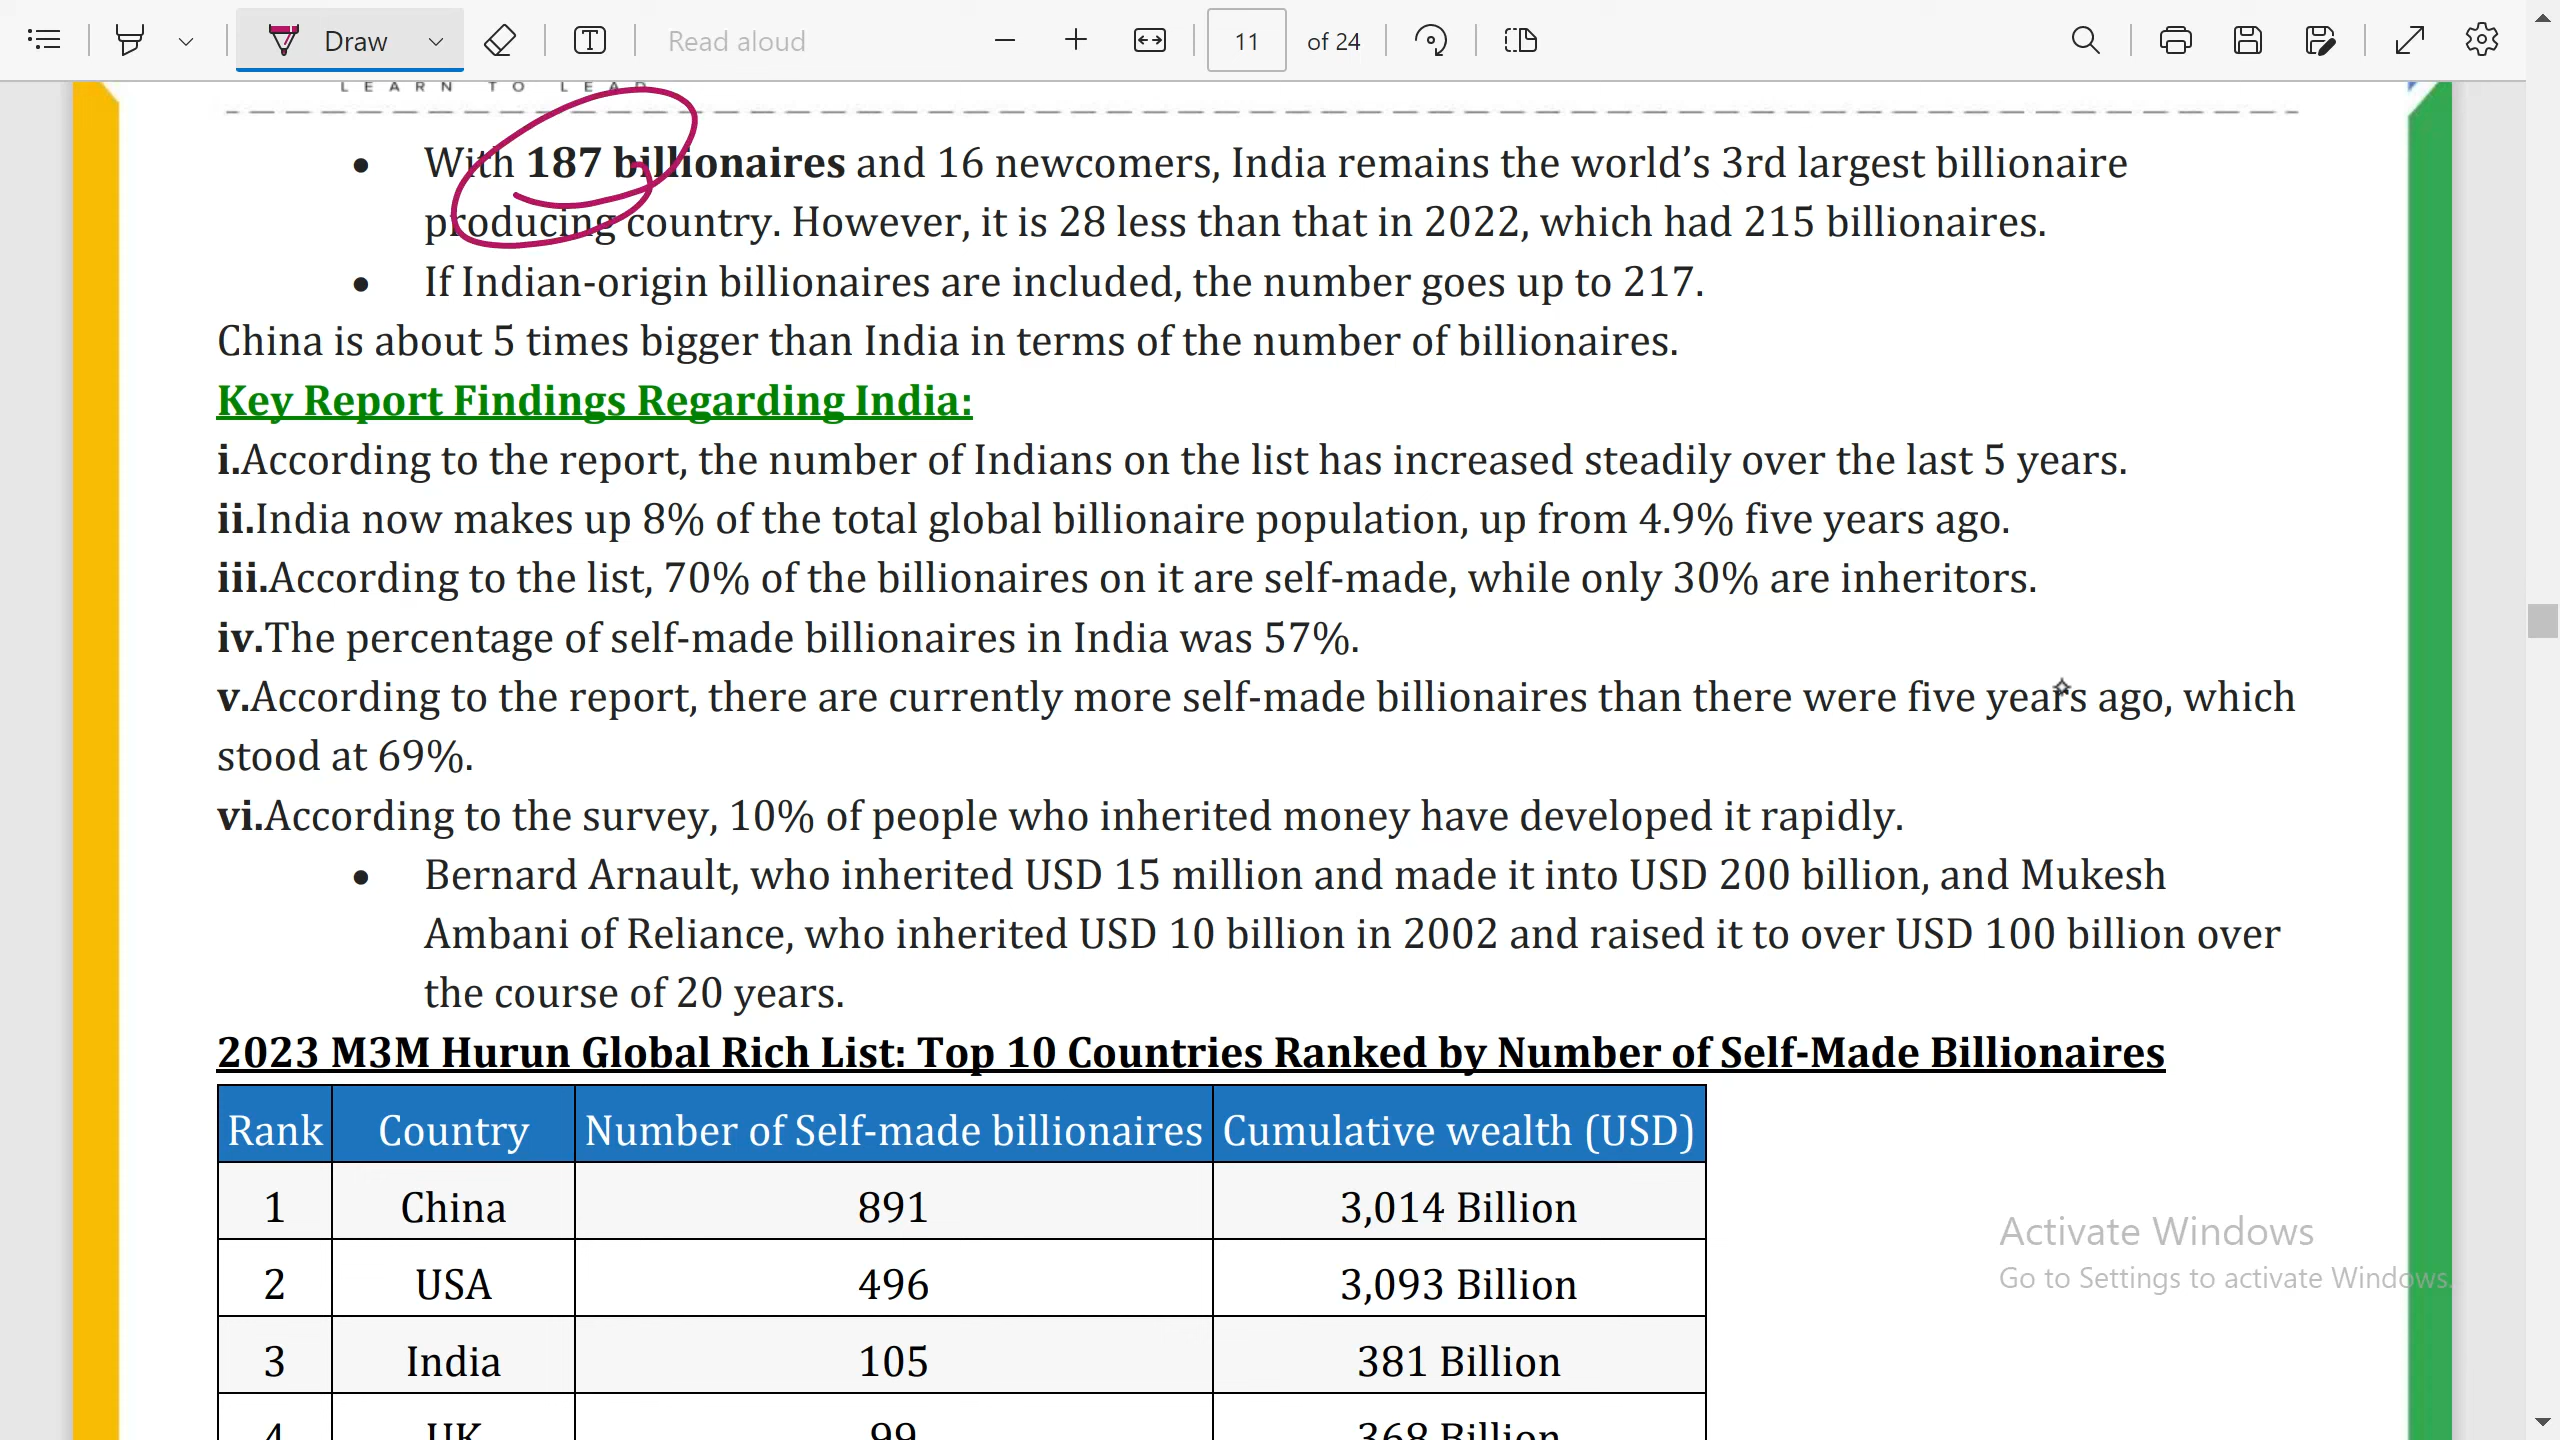 Draw
Read aloud
11 of 24
LEARN TO LEAD
• With 187 billionaires and 16 newcomers, India remains the world’s 3rd largest billionaire
producing country. However, it is 28 less than that in 2022, which had 215 billionaires.
• If Indian-origin billionaires are included, the number goes up to 217.
China is about 5 times bigger than India in terms of the number of billionaires.
Key Report Findings Regarding India:
i.According to the report, the number of Indians on the list has increased steadily over the last 5 years.
ii.India now makes up 8% of the total global billionaire population, up from 4.9% five years ago.
iii.According to the list, 70% of the billionaires on it are self-made, while only 30% are inheritors.
iv.The percentage of self-made billionaires in India was 57%.
v.According to the report, there are currently more self-made billionaires than there were five years ago, which
stood at 69%.
vi.According to the survey, 10% of people who inherited money have developed it rapidly.
• Bernard Arnault, who inherited USD 15 million and made it into USD 200 billion, and Mukesh
Ambani of Reliance, who inherited USD 10 billion in 2002 and raised it to over USD 100 billion over
the course of 20 years.
2023 M3M Hurun Global Rich List: Top 10 Countries Ranked by Number of Self-Made Billionaires
Rank Country Number of Self-made billionaires Cumulative wealth (USD)
1 China 891 3,014 Billion
2 USA 496 3,093 Billion
3 India 105 381 Billion
4 UK 99 368 Billion
Activate Windows
Go to Settings to activate Windows.